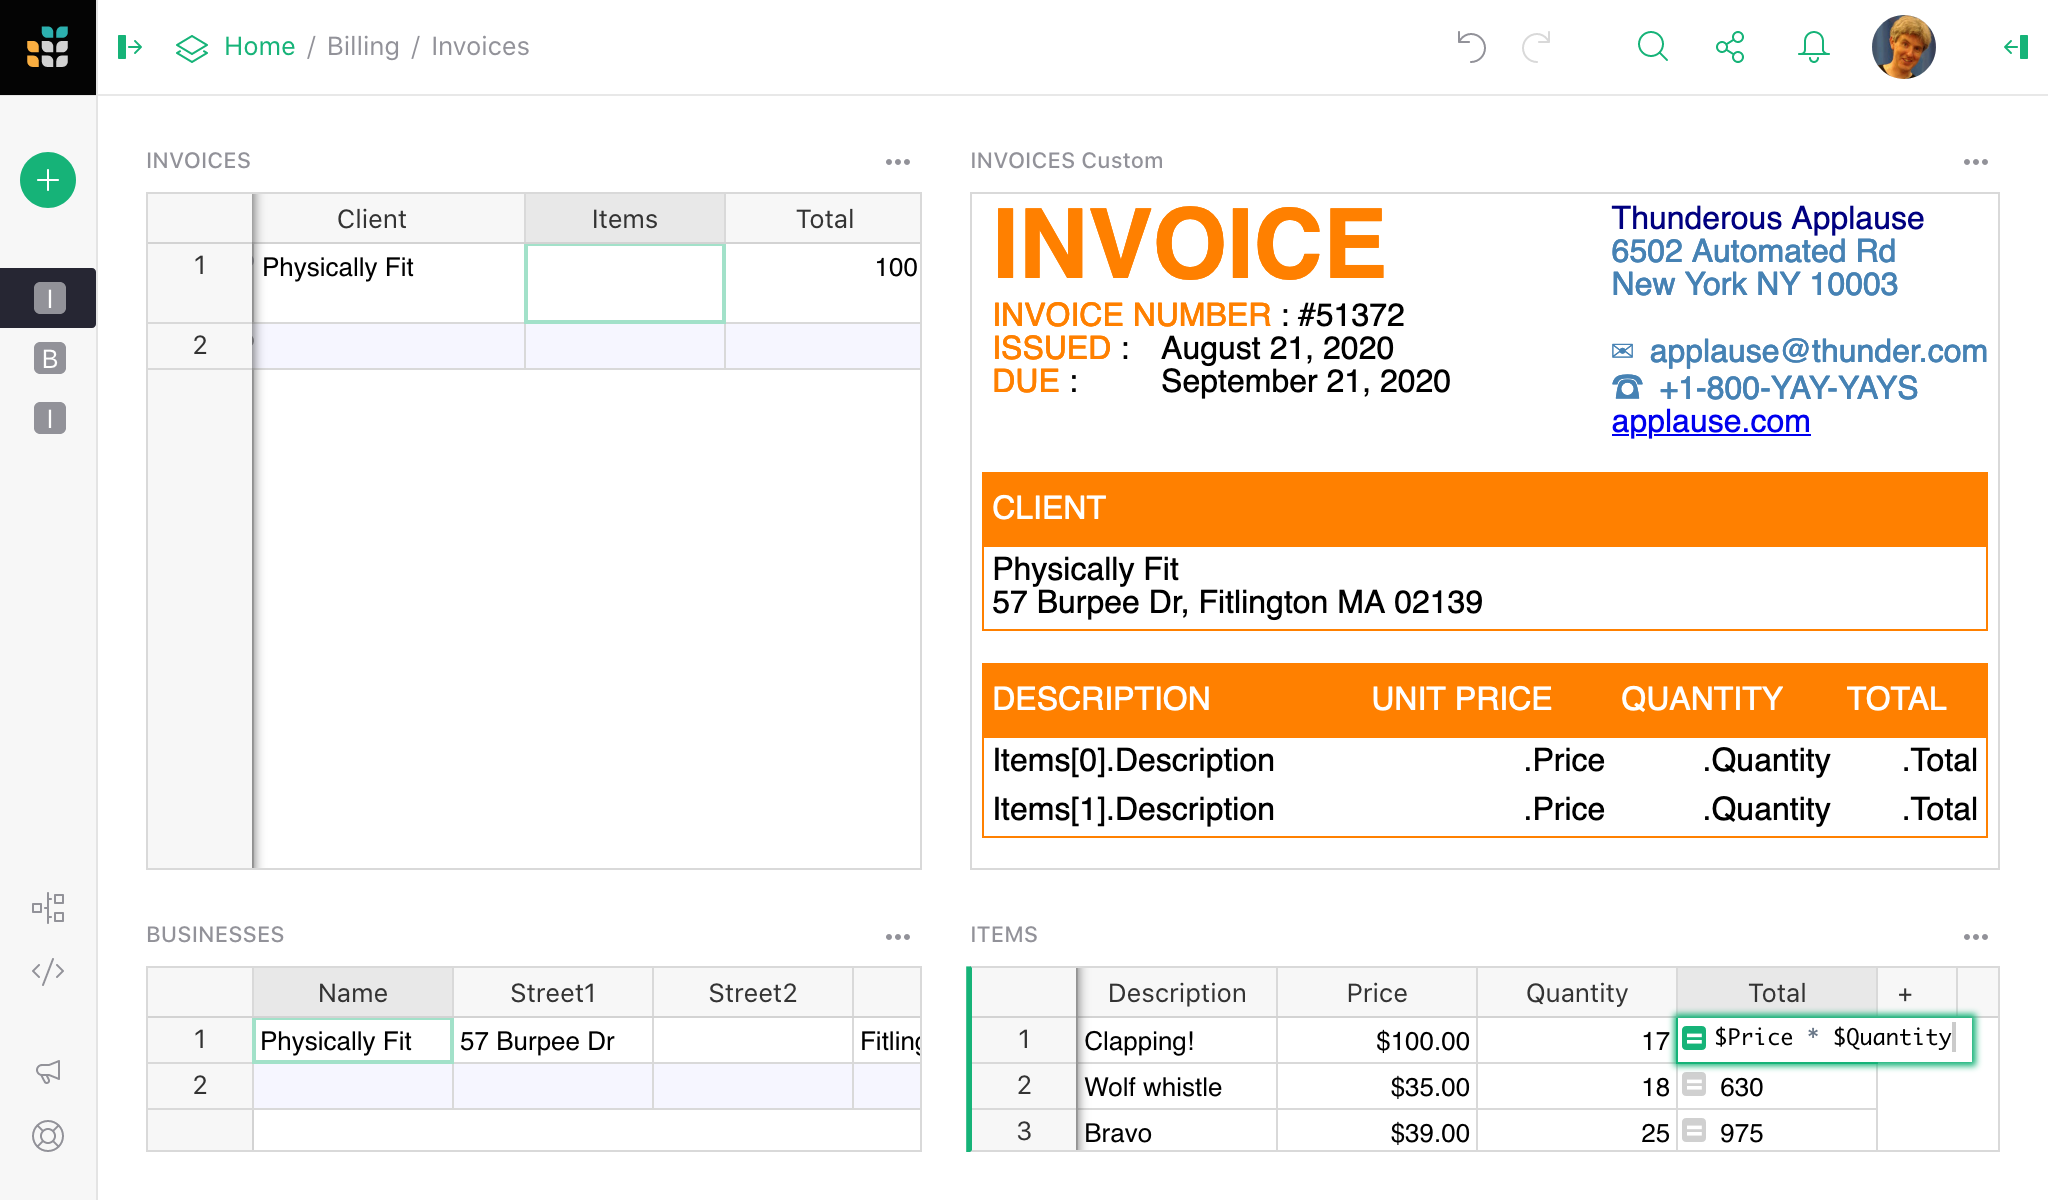 Home / Billing / Invoices
I
B
I
INVOICES
Client Items Total
1 Physically Fit 100
2
INVOICES Custom
INVOICE
INVOICE NUMBER : #51372
ISSUED : August 21, 2020
DUE : September 21, 2020
Thunderous Applause
6502 Automated Rd
New York NY 10003
✉ applause@thunder.com
☎ +1-800-YAY-YAYS
applause.com
CLIENT
Physically Fit
57 Burpee Dr, Fitlington MA 02139
DESCRIPTION UNIT PRICE QUANTITY TOTAL
Items[0].Description .Price .Quantity .Total
Items[1].Description .Price .Quantity .Total
BUSINESSES
Name Street1 Street2
1 Physically Fit 57 Burpee Dr Fitling
2
ITEMS
Description Price Quantity Total +
1 Clapping! $100.00 17 = $Price * $Quantity
2 Wolf whistle $35.00 18 = 630
3 Bravo $39.00 25 = 975